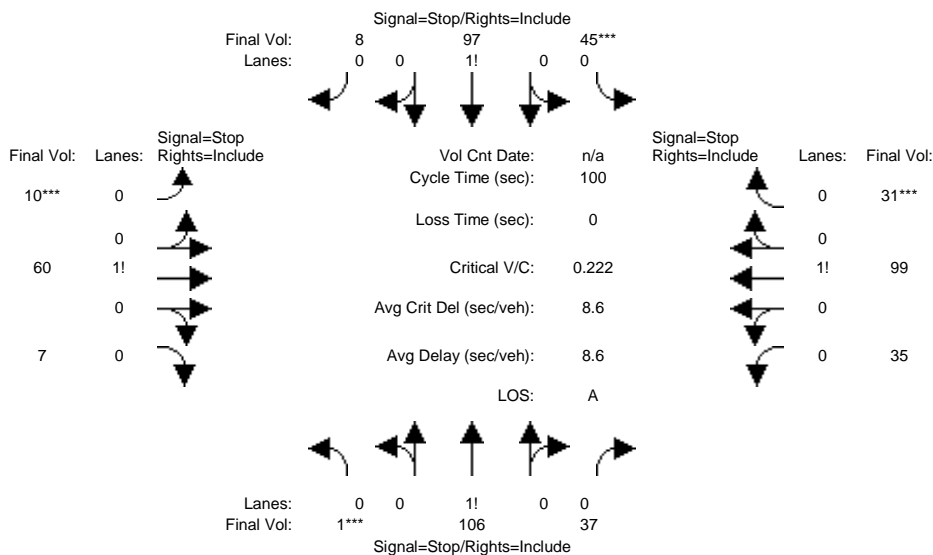 Signal=Stop/Rights=Include
Final Vol: 8 97 45***
Lanes: 0 0 1! 0 0
Signal=Stop
Final Vol: Lanes: Rights=Include
Vol Cnt Date: n/a
Signal=Stop
Rights=Include Lanes: Final Vol:
Cycle Time (sec): 100
10*** 0
0 31***
Loss Time (sec): 0
0
0
60 1!
Critical V/C: 0.222
1! 99
0
Avg Crit Del (sec/veh): 8.6
0
7 0
Avg Delay (sec/veh): 8.6
0 35
LOS: A
Lanes: 0 0 1! 0 0
Final Vol: 1*** 106 37
Signal=Stop/Rights=Include